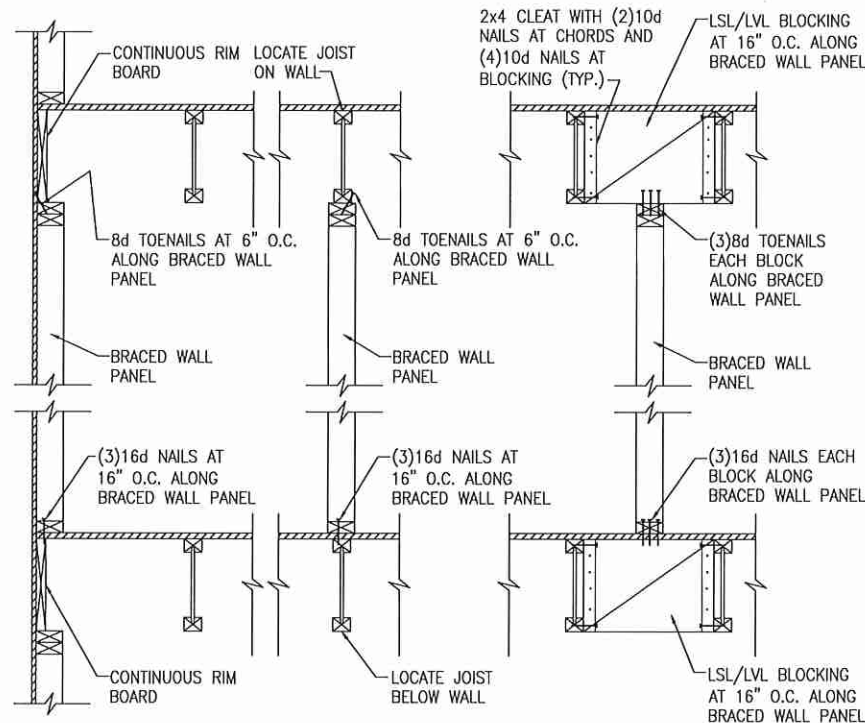 CONTINUOUS RIM
BOARD
LOCATE JOIST
ON WALL
2x4 CLEAT WITH (2)10d
NAILS AT CHORDS AND
(4)10d NAILS AT
BLOCKING (TYP.)
LSL/LVL BLOCKING
AT 16" O.C. ALONG
BRACED WALL PANEL
8d TOENAILS AT 6" O.C.
ALONG BRACED WALL
PANEL
8d TOENAILS AT 6" O.C.
ALONG BRACED WALL
PANEL
(3)8d TOENAILS
EACH BLOCK
ALONG BRACED
WALL PANEL
BRACED WALL
PANEL
BRACED WALL
PANEL
BRACED WALL
PANEL
(3)16d NAILS AT
16" O.C. ALONG
BRACED WALL PANEL
(3)16d NAILS AT
16" O.C. ALONG
BRACED WALL PANEL
(3)16d NAILS EACH
BLOCK ALONG
BRACED WALL PANEL
CONTINUOUS RIM
BOARD
LOCATE JOIST
BELOW WALL
LSL/LVL BLOCKING
AT 16" O.C. ALONG
BRACED WALL PANEL